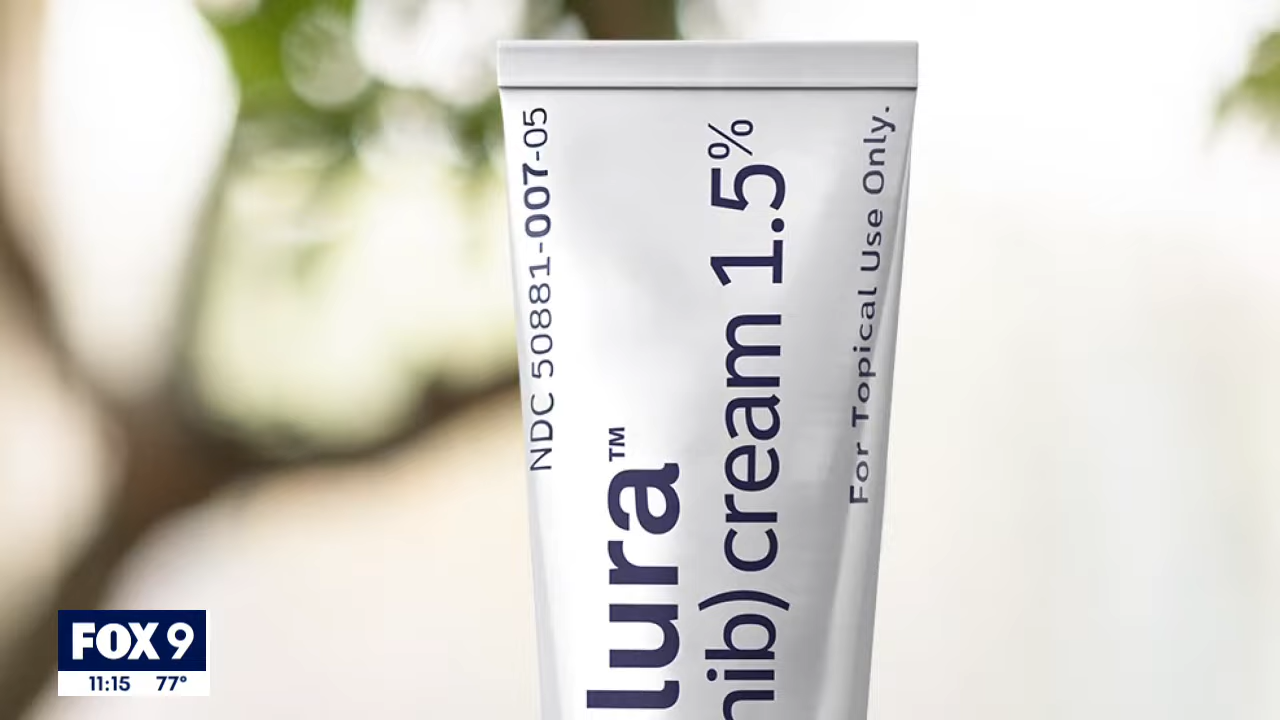 NDC 50881-007-05
lura™
nib) cream 1.5%
For Topical Use Only.
FOX 9
11:15 77°